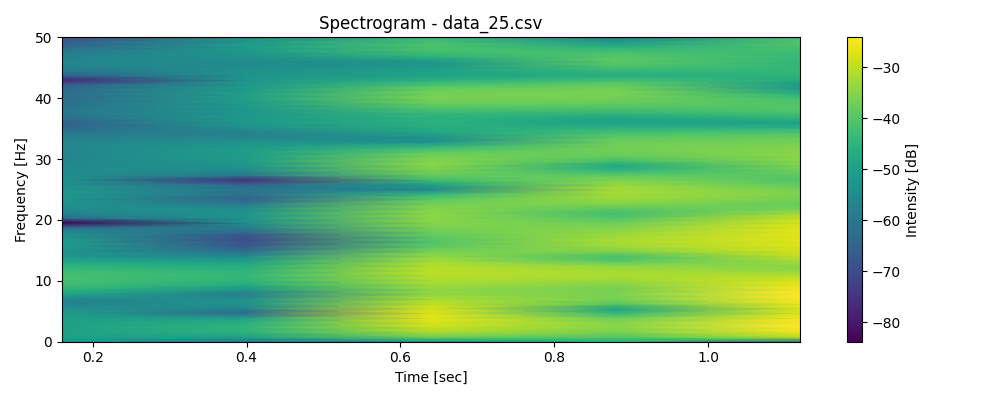 Spectrogram - data_25.csv
50
40
30
20
10
0
Frequency [Hz]
0.2 0.4 0.6 0.8 1.0
Time [sec]
−30
−40
−50
−60
−70
−80
Intensity [dB]